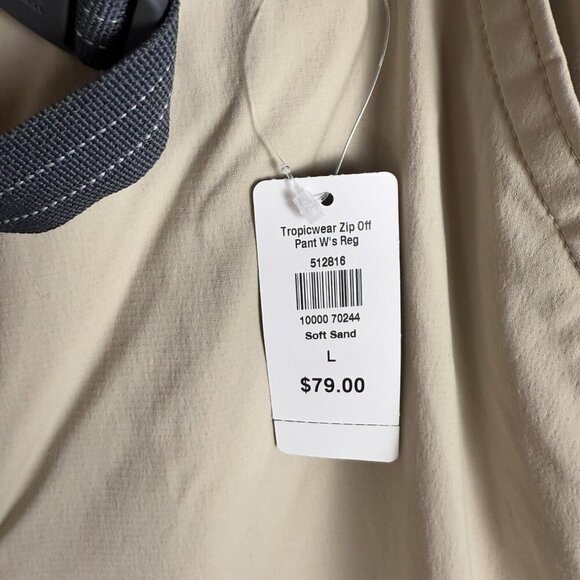 Tropicwear Zip Off
Pant W's Reg
512816
10000 70244
Soft Sand
L
$79.00